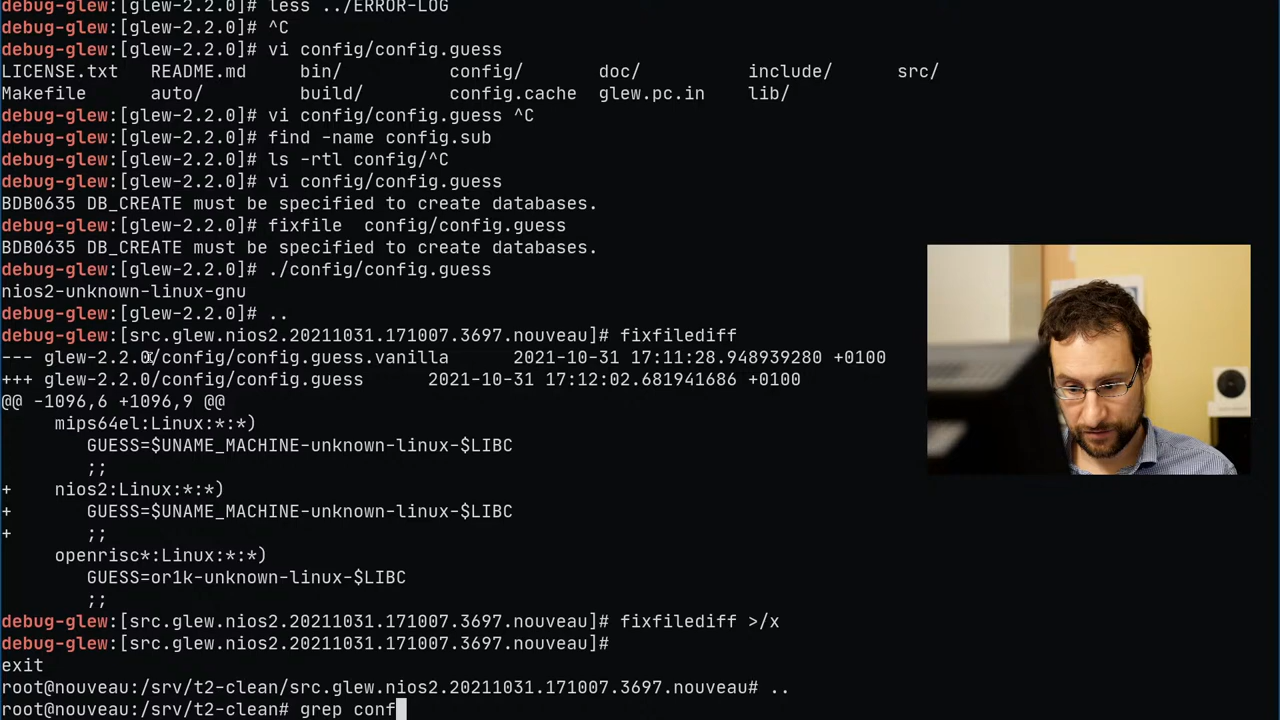 debug-glew:[glew-2.2.0]# less ../ERROR-LOG
debug-glew:[glew-2.2.0]# ^C
debug-glew:[glew-2.2.0]# vi config/config.guess
LICENSE.txt   README.md     bin/          config/       doc/          include/      src/
Makefile      auto/         build/        config.cache  glew.pc.in    lib/
debug-glew:[glew-2.2.0]# vi config/config.guess ^C
debug-glew:[glew-2.2.0]# find -name config.sub
debug-glew:[glew-2.2.0]# ls -rtl config/^C
debug-glew:[glew-2.2.0]# vi config/config.guess
BDB0635 DB_CREATE must be specified to create databases.
debug-glew:[glew-2.2.0]# fixfile  config/config.guess
BDB0635 DB_CREATE must be specified to create databases.
debug-glew:[glew-2.2.0]# ./config/config.guess
nios2-unknown-linux-gnu
debug-glew:[glew-2.2.0]# ..
debug-glew:[src.glew.nios2.20211031.171007.3697.nouveau]# fixfilediff
--- glew-2.2.0/config/config.guess.vanilla      2021-10-31 17:11:28.948939280 +0100
+++ glew-2.2.0/config/config.guess      2021-10-31 17:12:02.681941686 +0100
@@ -1096,6 +1096,9 @@
     mips64el:Linux:*:*)
        GUESS=$UNAME_MACHINE-unknown-linux-$LIBC
        ;;
+    nios2:Linux:*:*)
+       GUESS=$UNAME_MACHINE-unknown-linux-$LIBC
+       ;;
     openrisc*:Linux:*:*)
        GUESS=or1k-unknown-linux-$LIBC
        ;;
debug-glew:[src.glew.nios2.20211031.171007.3697.nouveau]# fixfilediff >/x
debug-glew:[src.glew.nios2.20211031.171007.3697.nouveau]#
exit
root@nouveau:/srv/t2-clean/src.glew.nios2.20211031.171007.3697.nouveau# ..
root@nouveau:/srv/t2-clean# grep conf